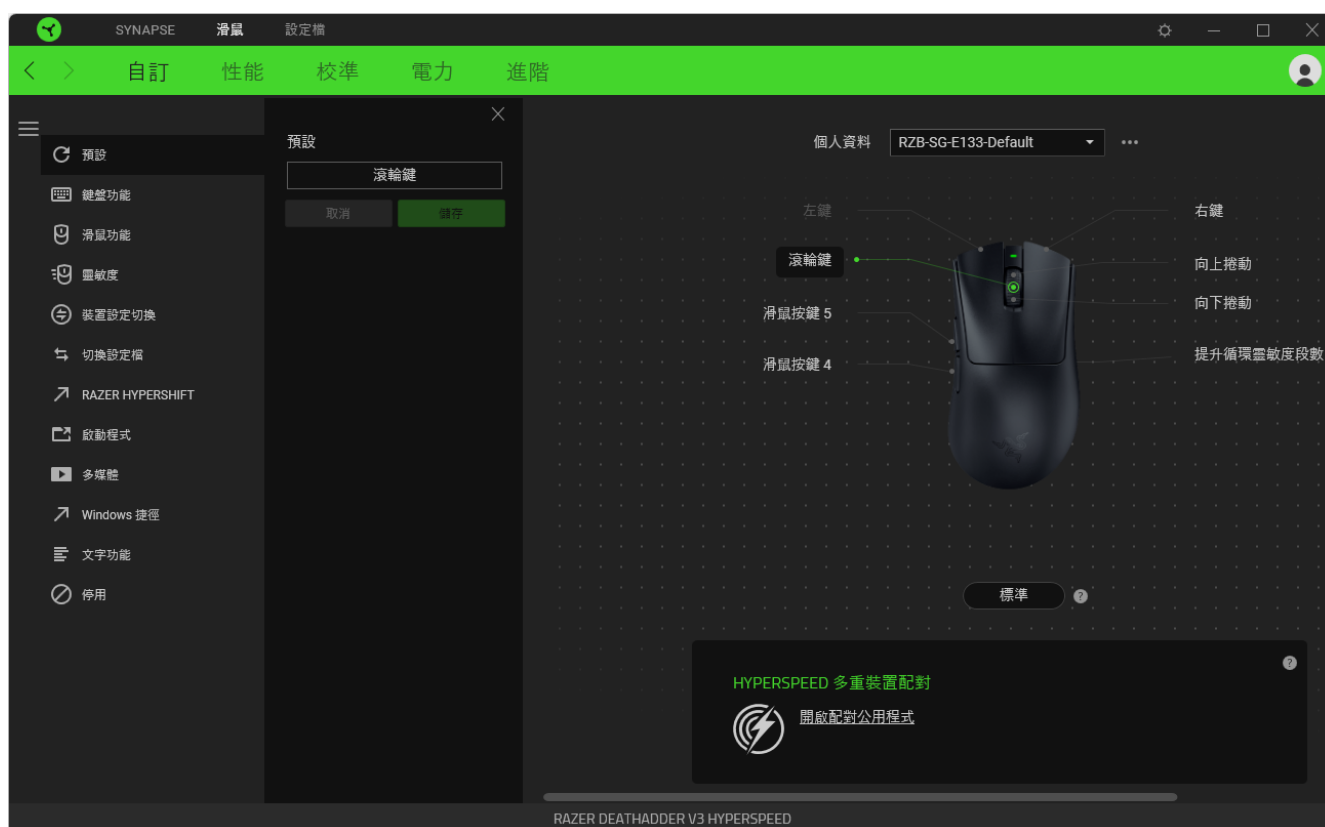 SYNAPSE 滑鼠 設定檔
自訂 性能 校準 電力 進階
預設
鍵盤功能
滑鼠功能
靈敏度
裝置設定切換
切換設定檔
RAZER HYPERSHIFT
啟動程式
多媒體
Windows 捷徑
文字功能
停用
預設
滾輪鍵
取消 儲存
個人資料 RZB-SG-E133-Default
左鍵
滾輪鍵
滑鼠按鍵 5
滑鼠按鍵 4
右鍵
向上捲動
向下捲動
提升循環靈敏度段數
標準 ?
?
HYPERSPEED 多重裝置配對
開啟配對公用程式
RAZER DEATHADDER V3 HYPERSPEED